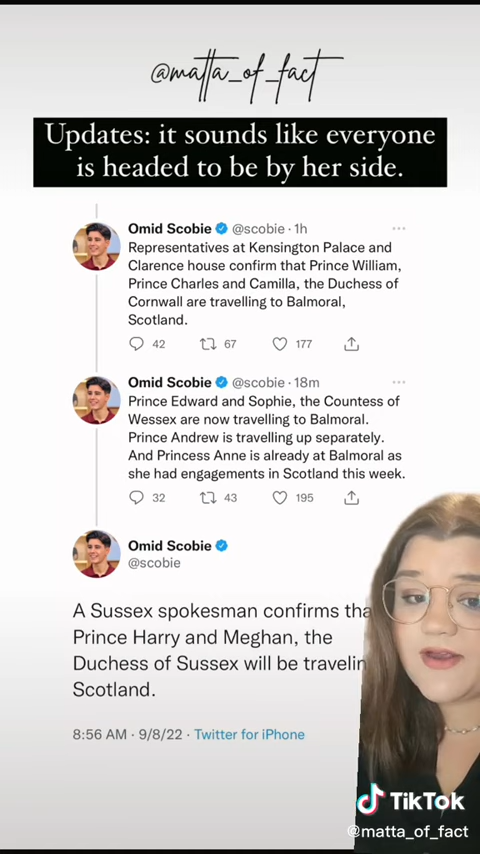 @matta_of_fact
Updates: it sounds like everyone
is headed to be by her side.
Omid Scobie @scobie · 1h
Representatives at Kensington Palace and
Clarence house confirm that Prince William,
Prince Charles and Camilla, the Duchess of
Cornwall are travelling to Balmoral,
Scotland.
42 67 177
Omid Scobie @scobie · 18m
Prince Edward and Sophie, the Countess of
Wessex are now travelling to Balmoral.
Prince Andrew is travelling up separately.
And Princess Anne is already at Balmoral as
she had engagements in Scotland this week.
32 43 195
Omid Scobie
@scobie
A Sussex spokesman confirms tha
Prince Harry and Meghan, the
Duchess of Sussex will be travelin
Scotland.
8:56 AM · 9/8/22 · Twitter for iPhone
TikTok
@matta_of_fact